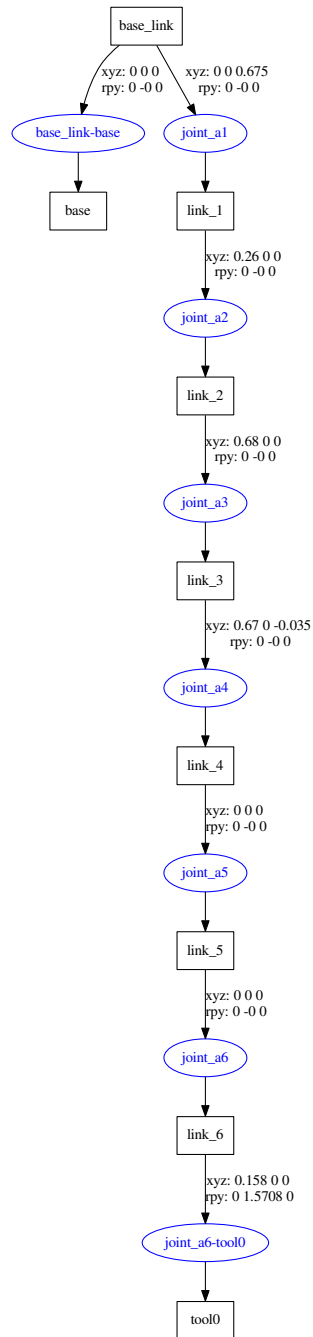 base_link
xyz: 0 0 0
rpy: 0 -0 0
xyz: 0 0 0.675
rpy: 0 -0 0
base_link-base
joint_a1
base
link_1
xyz: 0.26 0 0
rpy: 0 -0 0
joint_a2
link_2
xyz: 0.68 0 0
rpy: 0 -0 0
joint_a3
link_3
xyz: 0.67 0 -0.035
rpy: 0 -0 0
joint_a4
link_4
xyz: 0 0 0
rpy: 0 -0 0
joint_a5
link_5
xyz: 0 0 0
rpy: 0 -0 0
joint_a6
link_6
xyz: 0.158 0 0
rpy: 0 1.5708 0
joint_a6-tool0
tool0